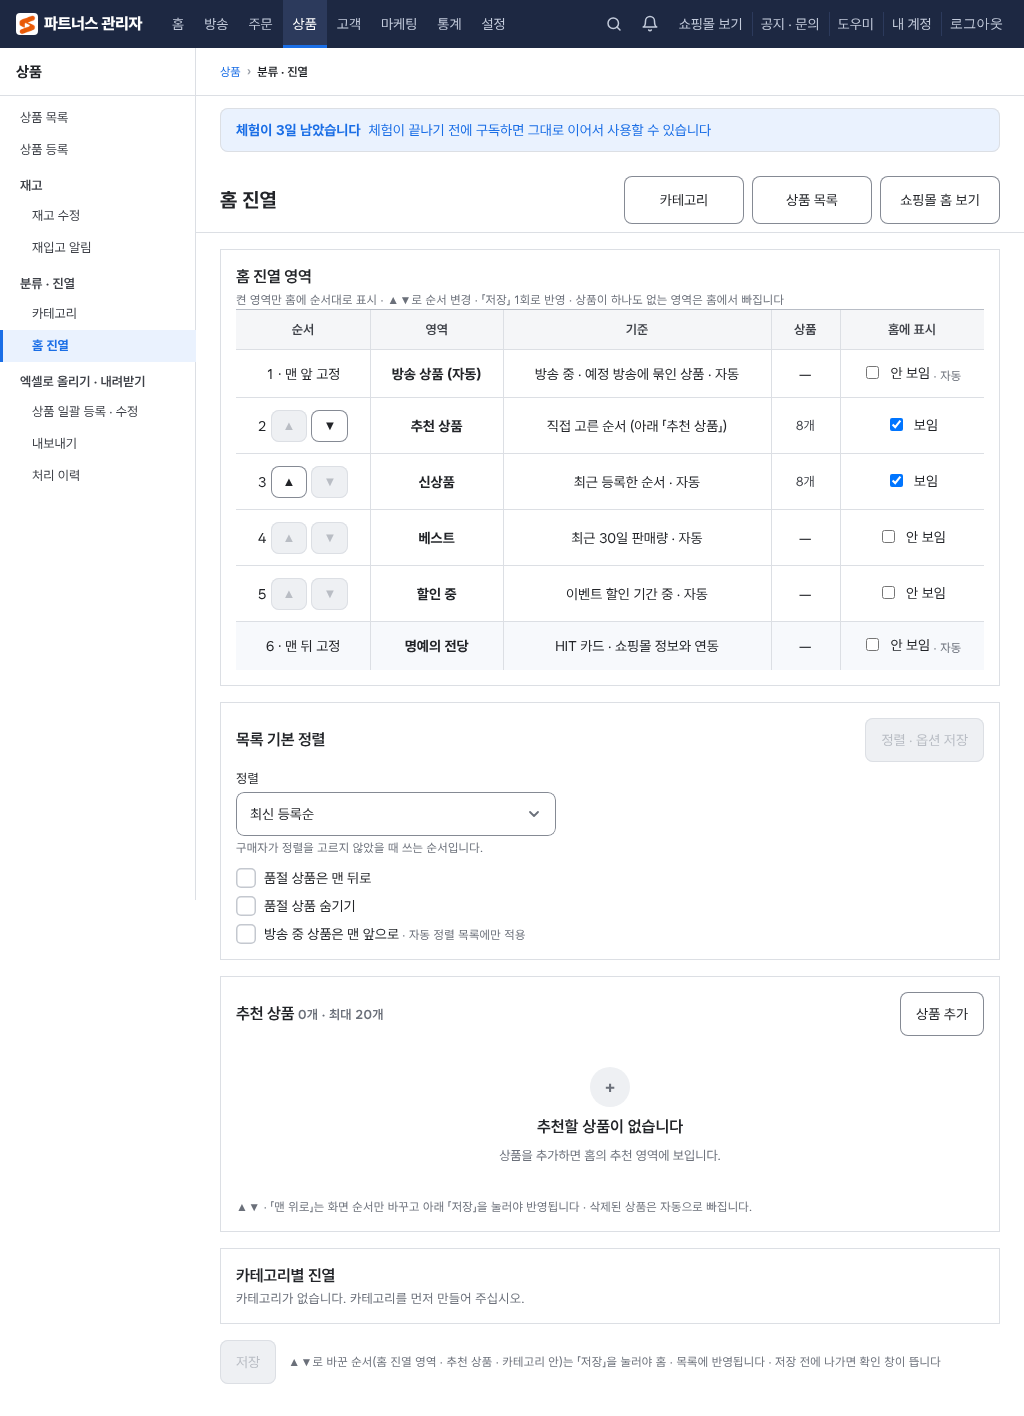 파트너스 관리자 홈 방송 주문 상품 고객 마케팅 통계 설정 쇼핑몰 보기 공지 · 문의 도우미 내 계정 로그아웃
상품
상품 목록
상품 등록
재고
재고 수정
재입고 알림
분류 · 진열
카테고리
홈 진열
엑셀로 올리기 · 내려받기
상품 일괄 등록 · 수정
내보내기
처리 이력
상품 › 분류 · 진열
체험이 3일 남았습니다 체험이 끝나기 전에 구독하면 그대로 이어서 사용할 수 있습니다
홈 진열
카테고리 상품 목록 쇼핑몰 홈 보기
홈 진열 영역
켠 영역만 홈에 순서대로 표시 · ▲▼로 순서 변경 · 「저장」 1회로 반영 · 상품이 하나도 없는 영역은 홈에서 빠집니다
순서 영역 기준 상품 홈에 표시
1 · 맨 앞 고정 방송 상품 (자동) 방송 중 · 예정 방송에 묶인 상품 · 자동 — 안 보임 · 자동
2 ▲ ▼ 추천 상품 직접 고른 순서 (아래 「추천 상품」) 8개 보임
3 ▲ ▼ 신상품 최근 등록한 순서 · 자동 8개 보임
4 ▲ ▼ 베스트 최근 30일 판매량 · 자동 — 안 보임
5 ▲ ▼ 할인 중 이벤트 할인 기간 중 · 자동 — 안 보임
6 · 맨 뒤 고정 명예의 전당 HIT 카드 · 쇼핑몰 정보와 연동 — 안 보임 · 자동
목록 기본 정렬
정렬 · 옵션 저장
정렬
최신 등록순
구매자가 정렬을 고르지 않았을 때 쓰는 순서입니다.
품절 상품은 맨 뒤로
품절 상품 숨기기
방송 중 상품은 맨 앞으로 · 자동 정렬 목록에만 적용
추천 상품 0개 · 최대 20개
상품 추가
+
추천할 상품이 없습니다
상품을 추가하면 홈의 추천 영역에 보입니다.
▲▼ · 「맨 위로」는 화면 순서만 바꾸고 아래 「저장」을 눌러야 반영됩니다 · 삭제된 상품은 자동으로 빠집니다.
카테고리별 진열
카테고리가 없습니다. 카테고리를 먼저 만들어 주십시오.
저장 ▲▼로 바꾼 순서(홈 진열 영역 · 추천 상품 · 카테고리 안)는 「저장」을 눌러야 홈 · 목록에 반영됩니다 · 저장 전에 나가면 확인 창이 뜹니다